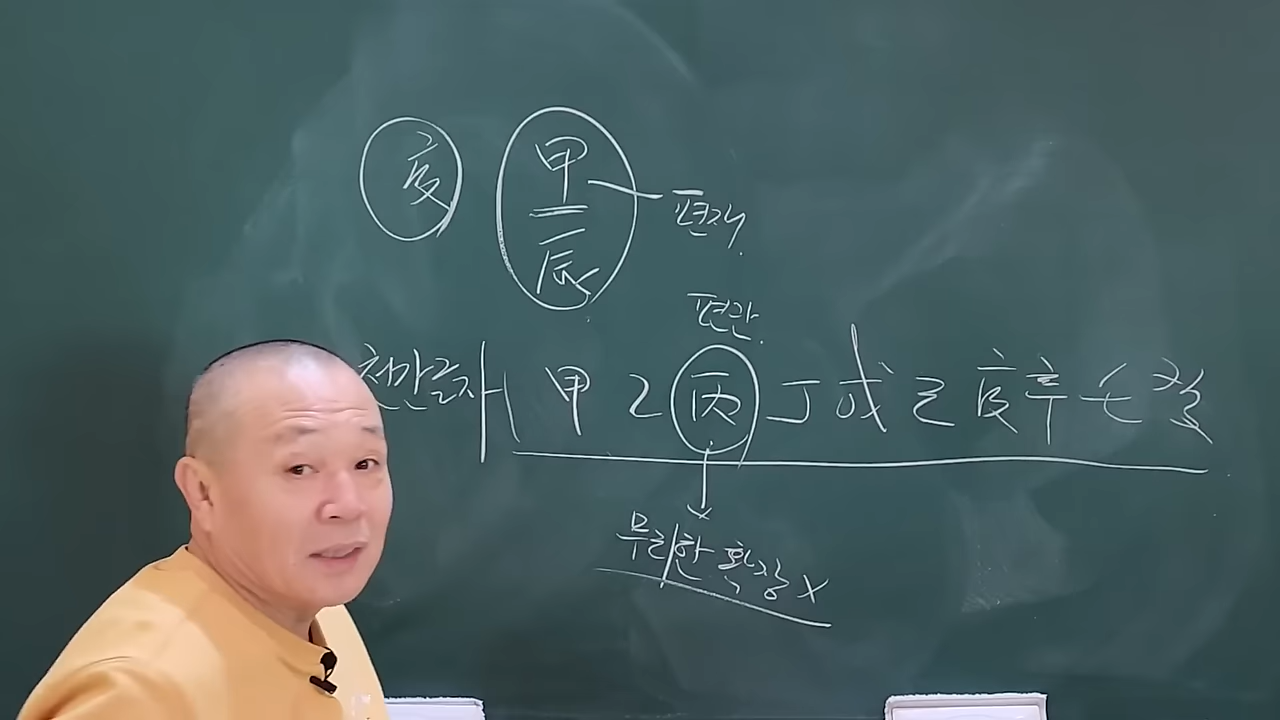 庚 甲
편재.
辰
편관.
천간글자 甲 乙 丙 丁 戊 己 庚 辛 壬 癸
무리한 확장 X